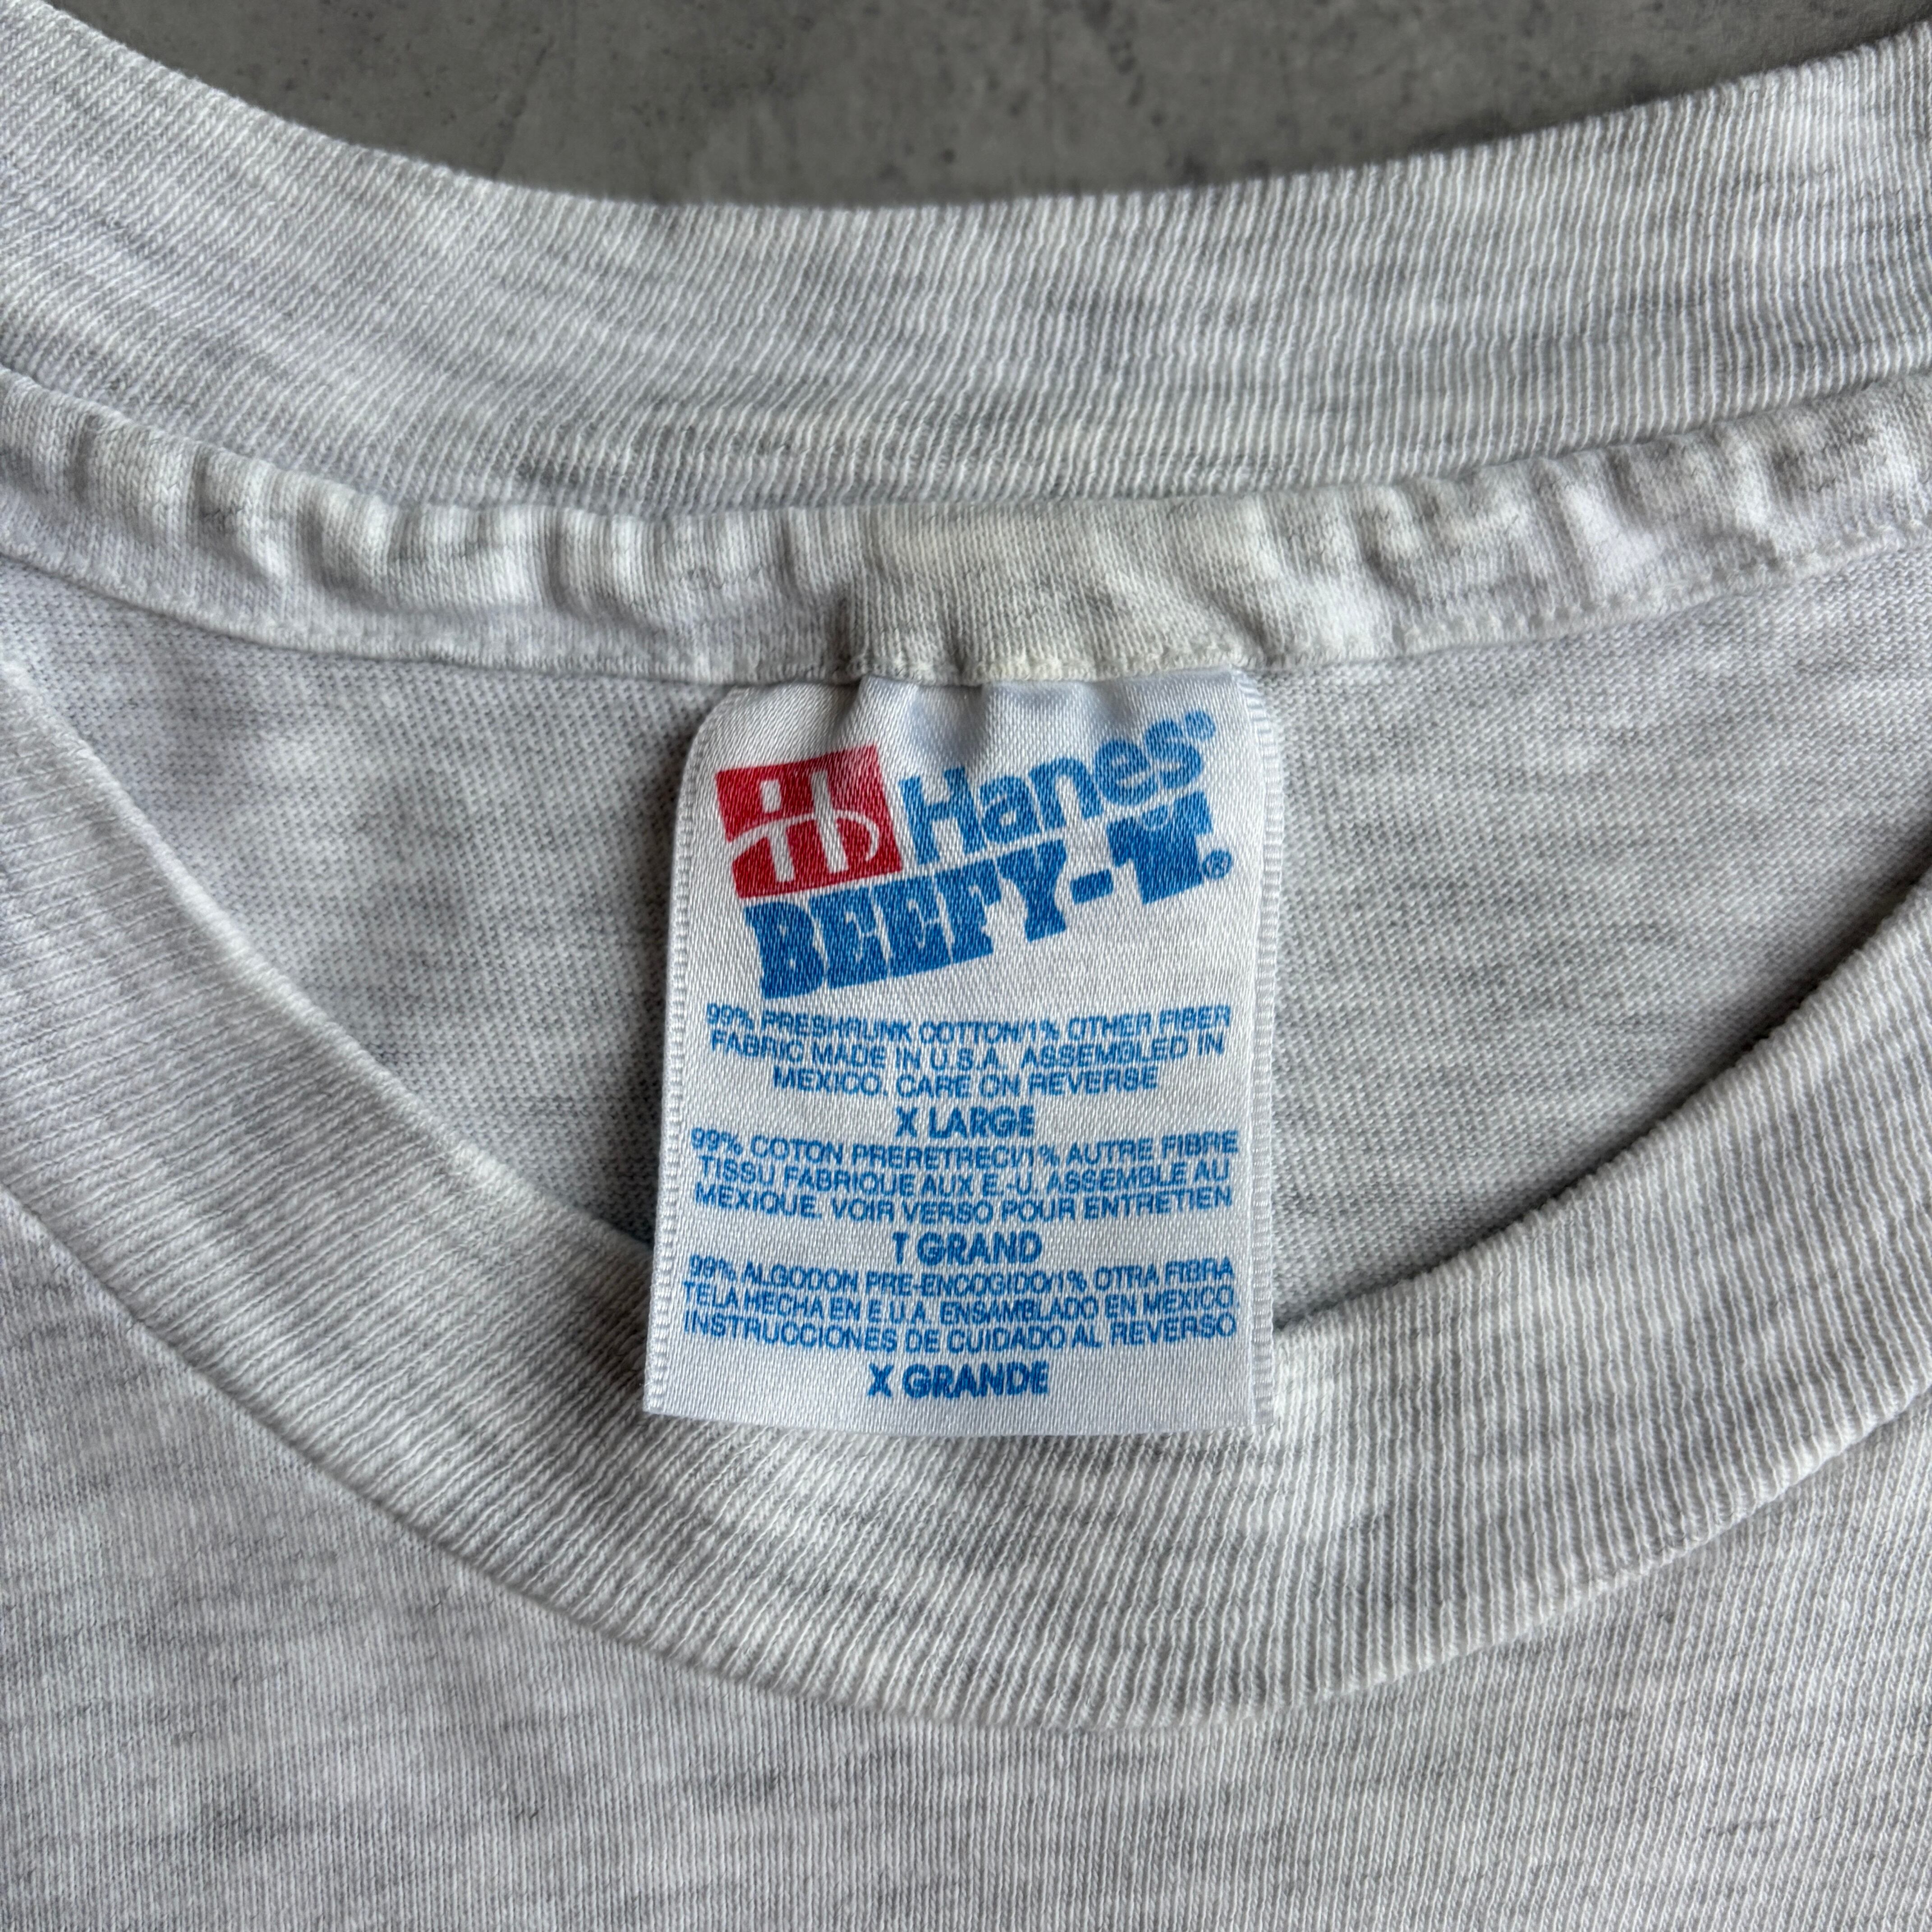 Hanes®
BEEFY-T®
99% PRESHRUNK COTTON/1% OTHER FIBER
FABRIC MADE IN U.S.A. ASSEMBLED IN
MEXICO. CARE ON REVERSE
X LARGE
99% COTON PRERETRECI/1% AUTRE FIBRE
TISSU FABRIQUE AUX E.-U. ASSEMBLE AU
MEXIQUE. VOIR VERSO POUR ENTRETIEN
T GRAND
99% ALGODON PRE-ENCOGIDO/1% OTRA FIBRA
TELA HECHA EN E.U.A. ENSAMBLADO EN MEXICO
INSTRUCCIONES DE CUIDADO AL REVERSO
X GRANDE